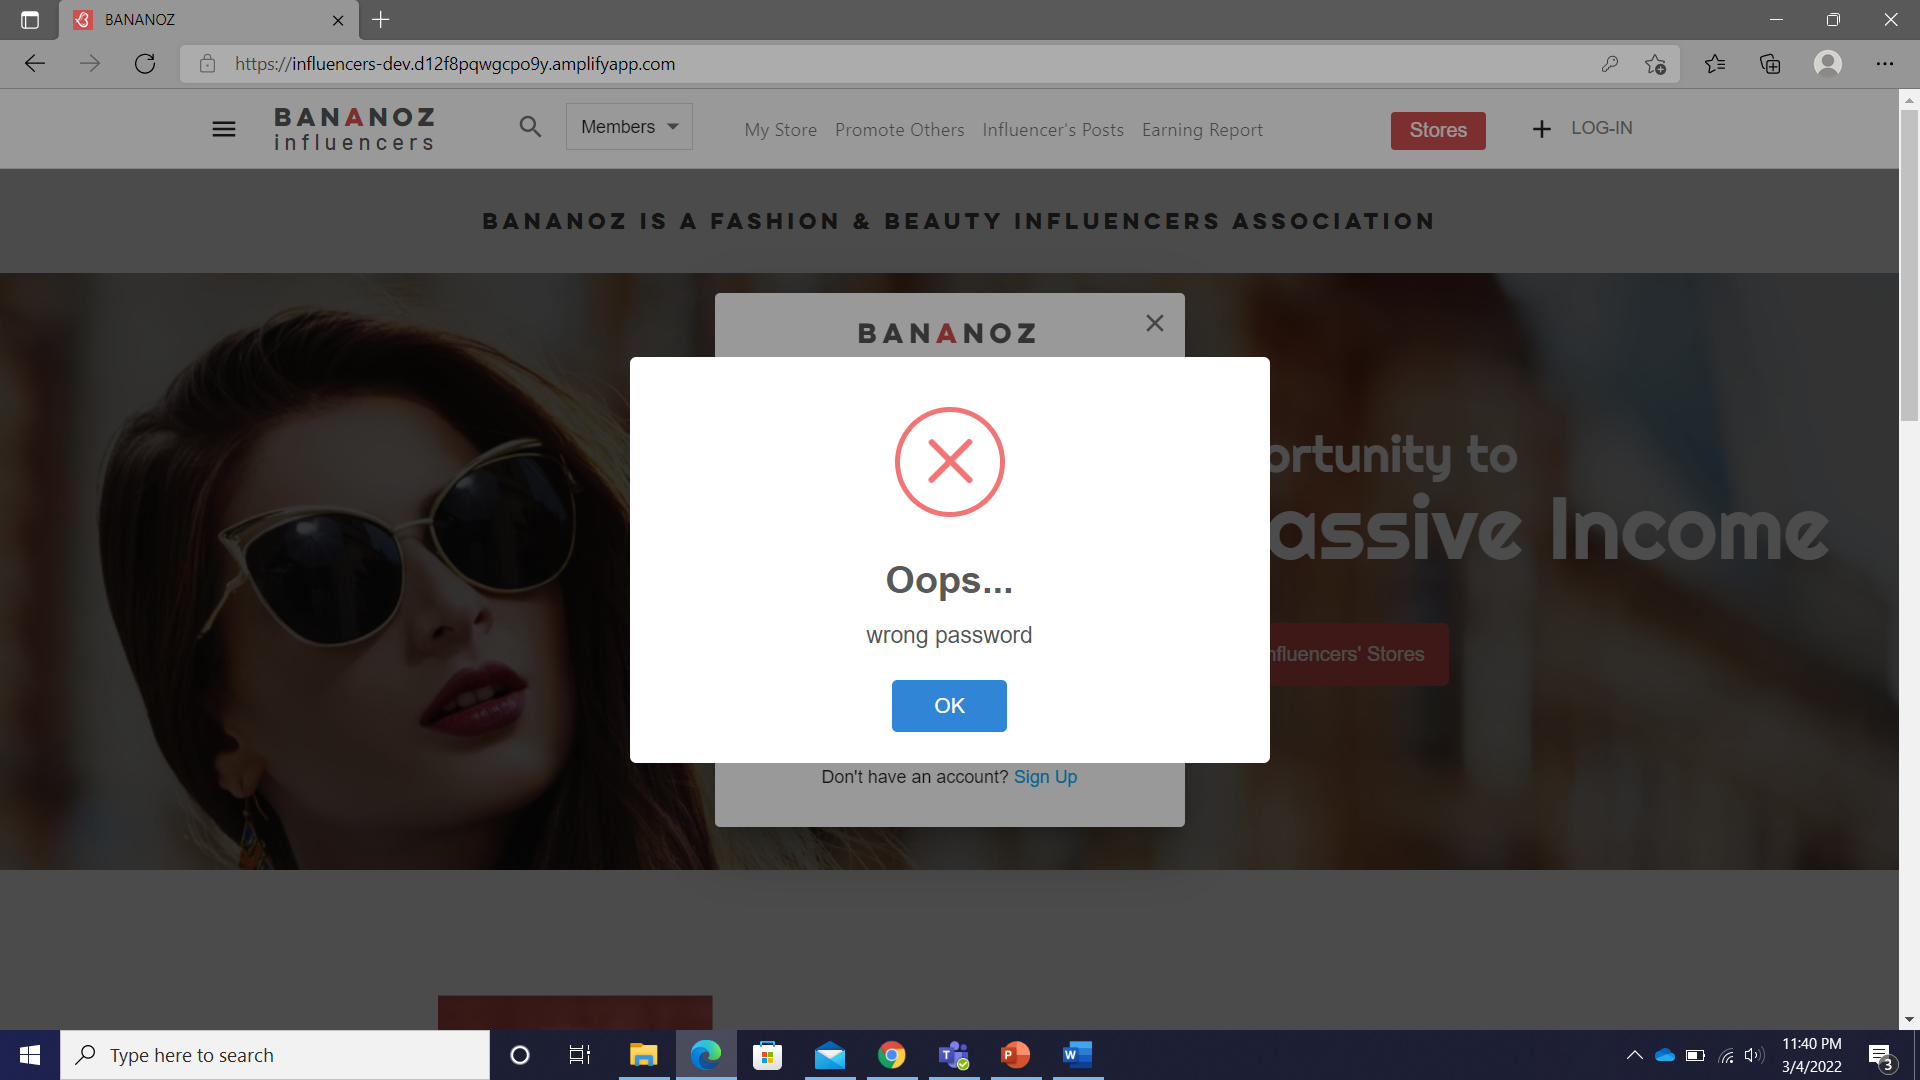 BANANOZ
https://influencers-dev.d12f8pqwgcpo9y.amplifyapp.com
BANANOZ
influencers
Members
My Store Promote Others Influencer's Posts Earning Report
Stores
LOG-IN
BANANOZ IS A FASHION & BEAUTY INFLUENCERS ASSOCIATION
BANANOZ
Oops...
wrong password
OK
Don't have an account? Sign Up
ortunity to
assive Income
nfluencers' Stores
Type here to search
11:40 PM
3/4/2022
3